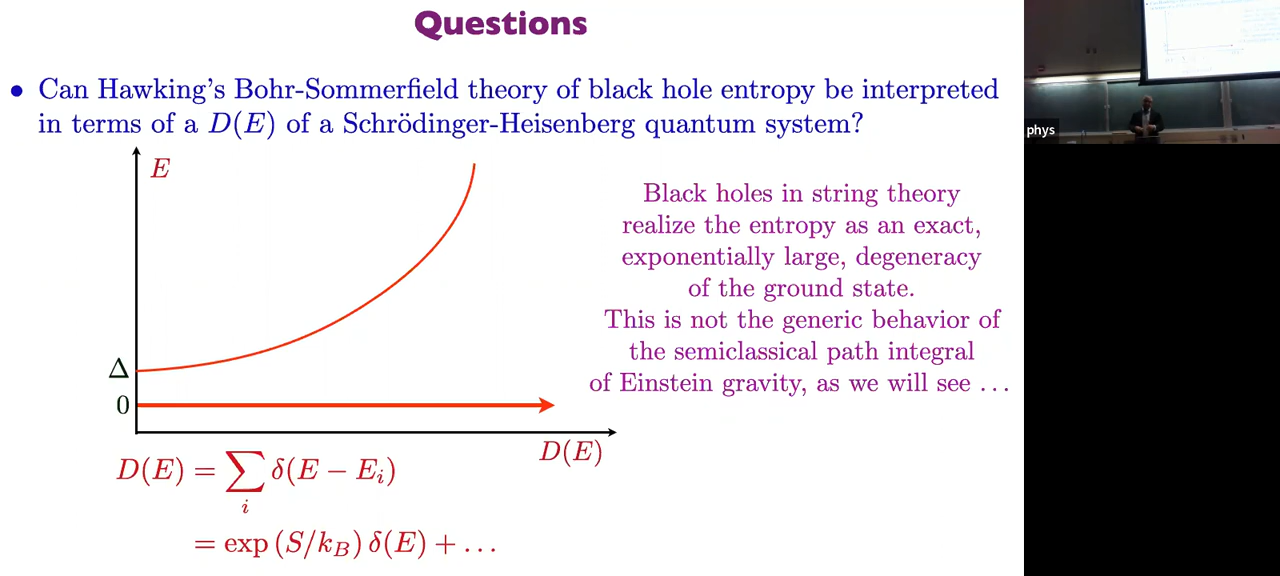 Questions
• Can Hawking's Bohr-Sommerfield theory of black hole entropy be interpreted
in terms of a D(E) of a Schrödinger-Heisenberg quantum system?
phys
E
Black holes in string theory
realize the entropy as an exact,
exponentially large, degeneracy
of the ground state.
This is not the generic behavior of
the semiclassical path integral
of Einstein gravity, as we will see ...
Δ
0
D(E)
D(E) = ∑_i δ(E − E_i)
= exp (S/k_B) δ(E) + ...